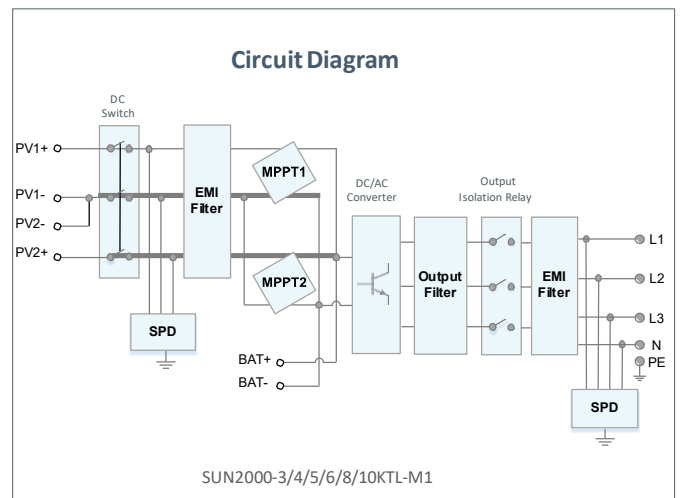 Circuit Diagram
DC
Switch
PV1+
PV1-
PV2-
PV2+
EMI
Filter
MPPT1
MPPT2
SPD
BAT+
BAT-
DC/AC
Converter
Output
Filter
Output
Isolation Relay
EMI
Filter
L1
L2
L3
N
PE
SPD
SUN2000-3/4/5/6/8/10KTL-M1